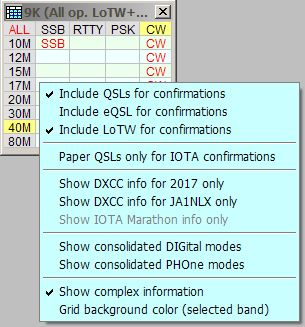 9K (All op. LoTW+...
ALL SSB RTTY PSK CW
10M SSB CW
12M CW
15M CW
17M
20M
30M
40M
80M
Include QSLs for confirmations
Include eQSL for confirmations
Include LoTW for confirmations
Paper QSLs only for IOTA confirmations
Show DXCC info for 2017 only
Show DXCC info for JA1NLX only
Show IOTA Marathon info only
Show consolidated DIGital modes
Show consolidated PHOne modes
Show complex information
Grid background color (selected band)